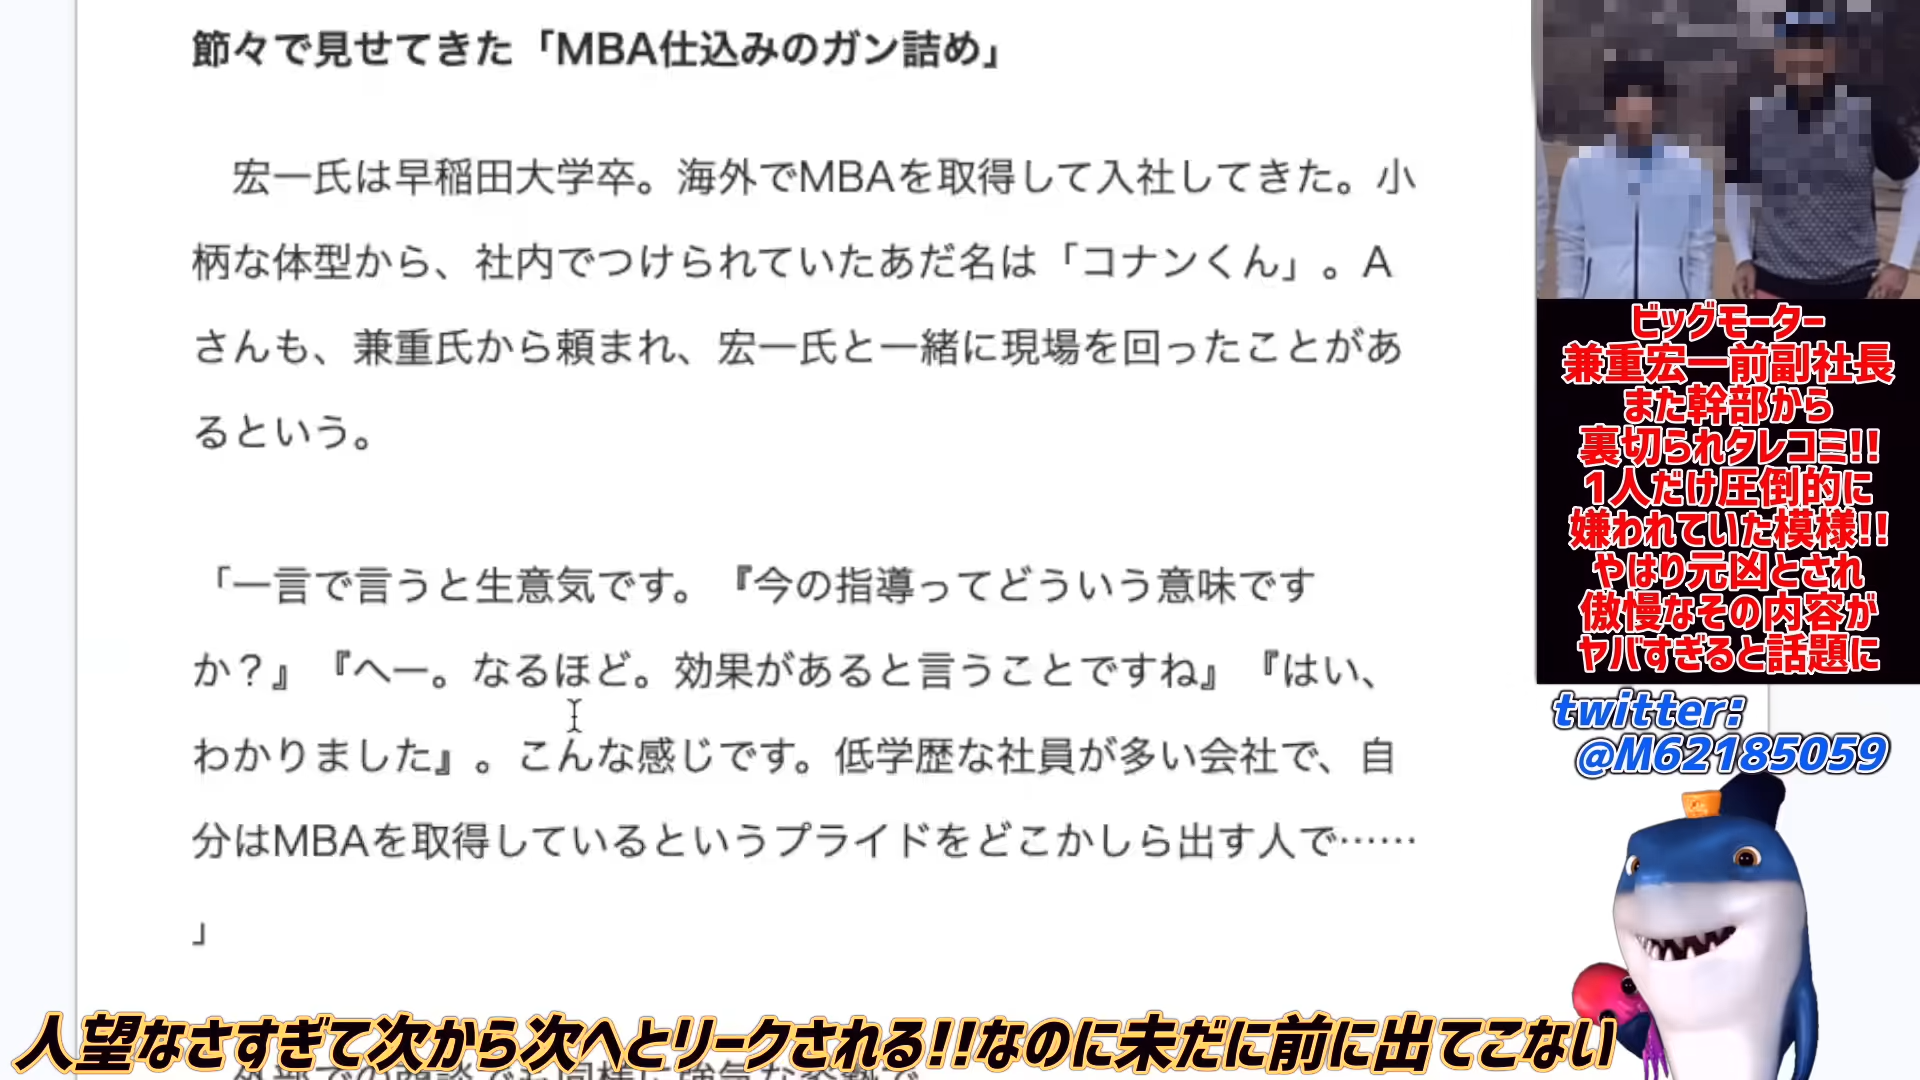 節々で見せてきた「MBA仕込みのガン詰め」
宏一氏は早稲田大学卒。海外でMBAを取得して入社してきた。小
柄な体型から、社内でつけられていたあだ名は「コナンくん」。A
さんも、兼重氏から頼まれ、宏一氏と一緒に現場を回ったことがあ
るという。
「一言で言うと生意気です。『今の指導ってどういう意味です
か？』『へー。なるほど。効果があると言うことですね』『はい、
わかりました』。こんな感じです。低学歴な社員が多い会社で、自
分はMBAを取得しているというプライドをどこかしら出す人で……
」
ビッグモーター
兼重宏一前副社長
また幹部から
裏切られタレコミ!!
1人だけ圧倒的に
嫌われていた模様!!
やはり元凶とされ
傲慢なその内容が
ヤバすぎると話題に
twitter:
@M62185059
人望なさすぎて次から次へとリークされる!!なのに未だに前に出てこない